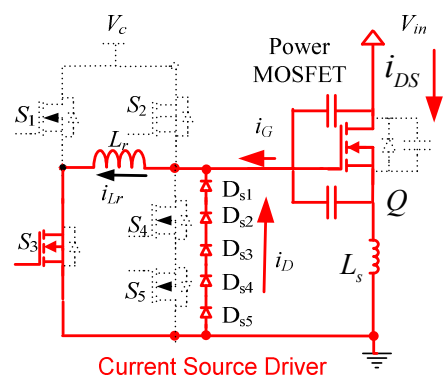 V_c
V_in
Power
MOSFET
i_DS
S_1
S_2
i_G
L_r
i_Lr
D_s1
Q
D_s2
S_3
S_4
D_s3
i_D
L_s
D_s4
S_5
D_s5
Current Source Driver